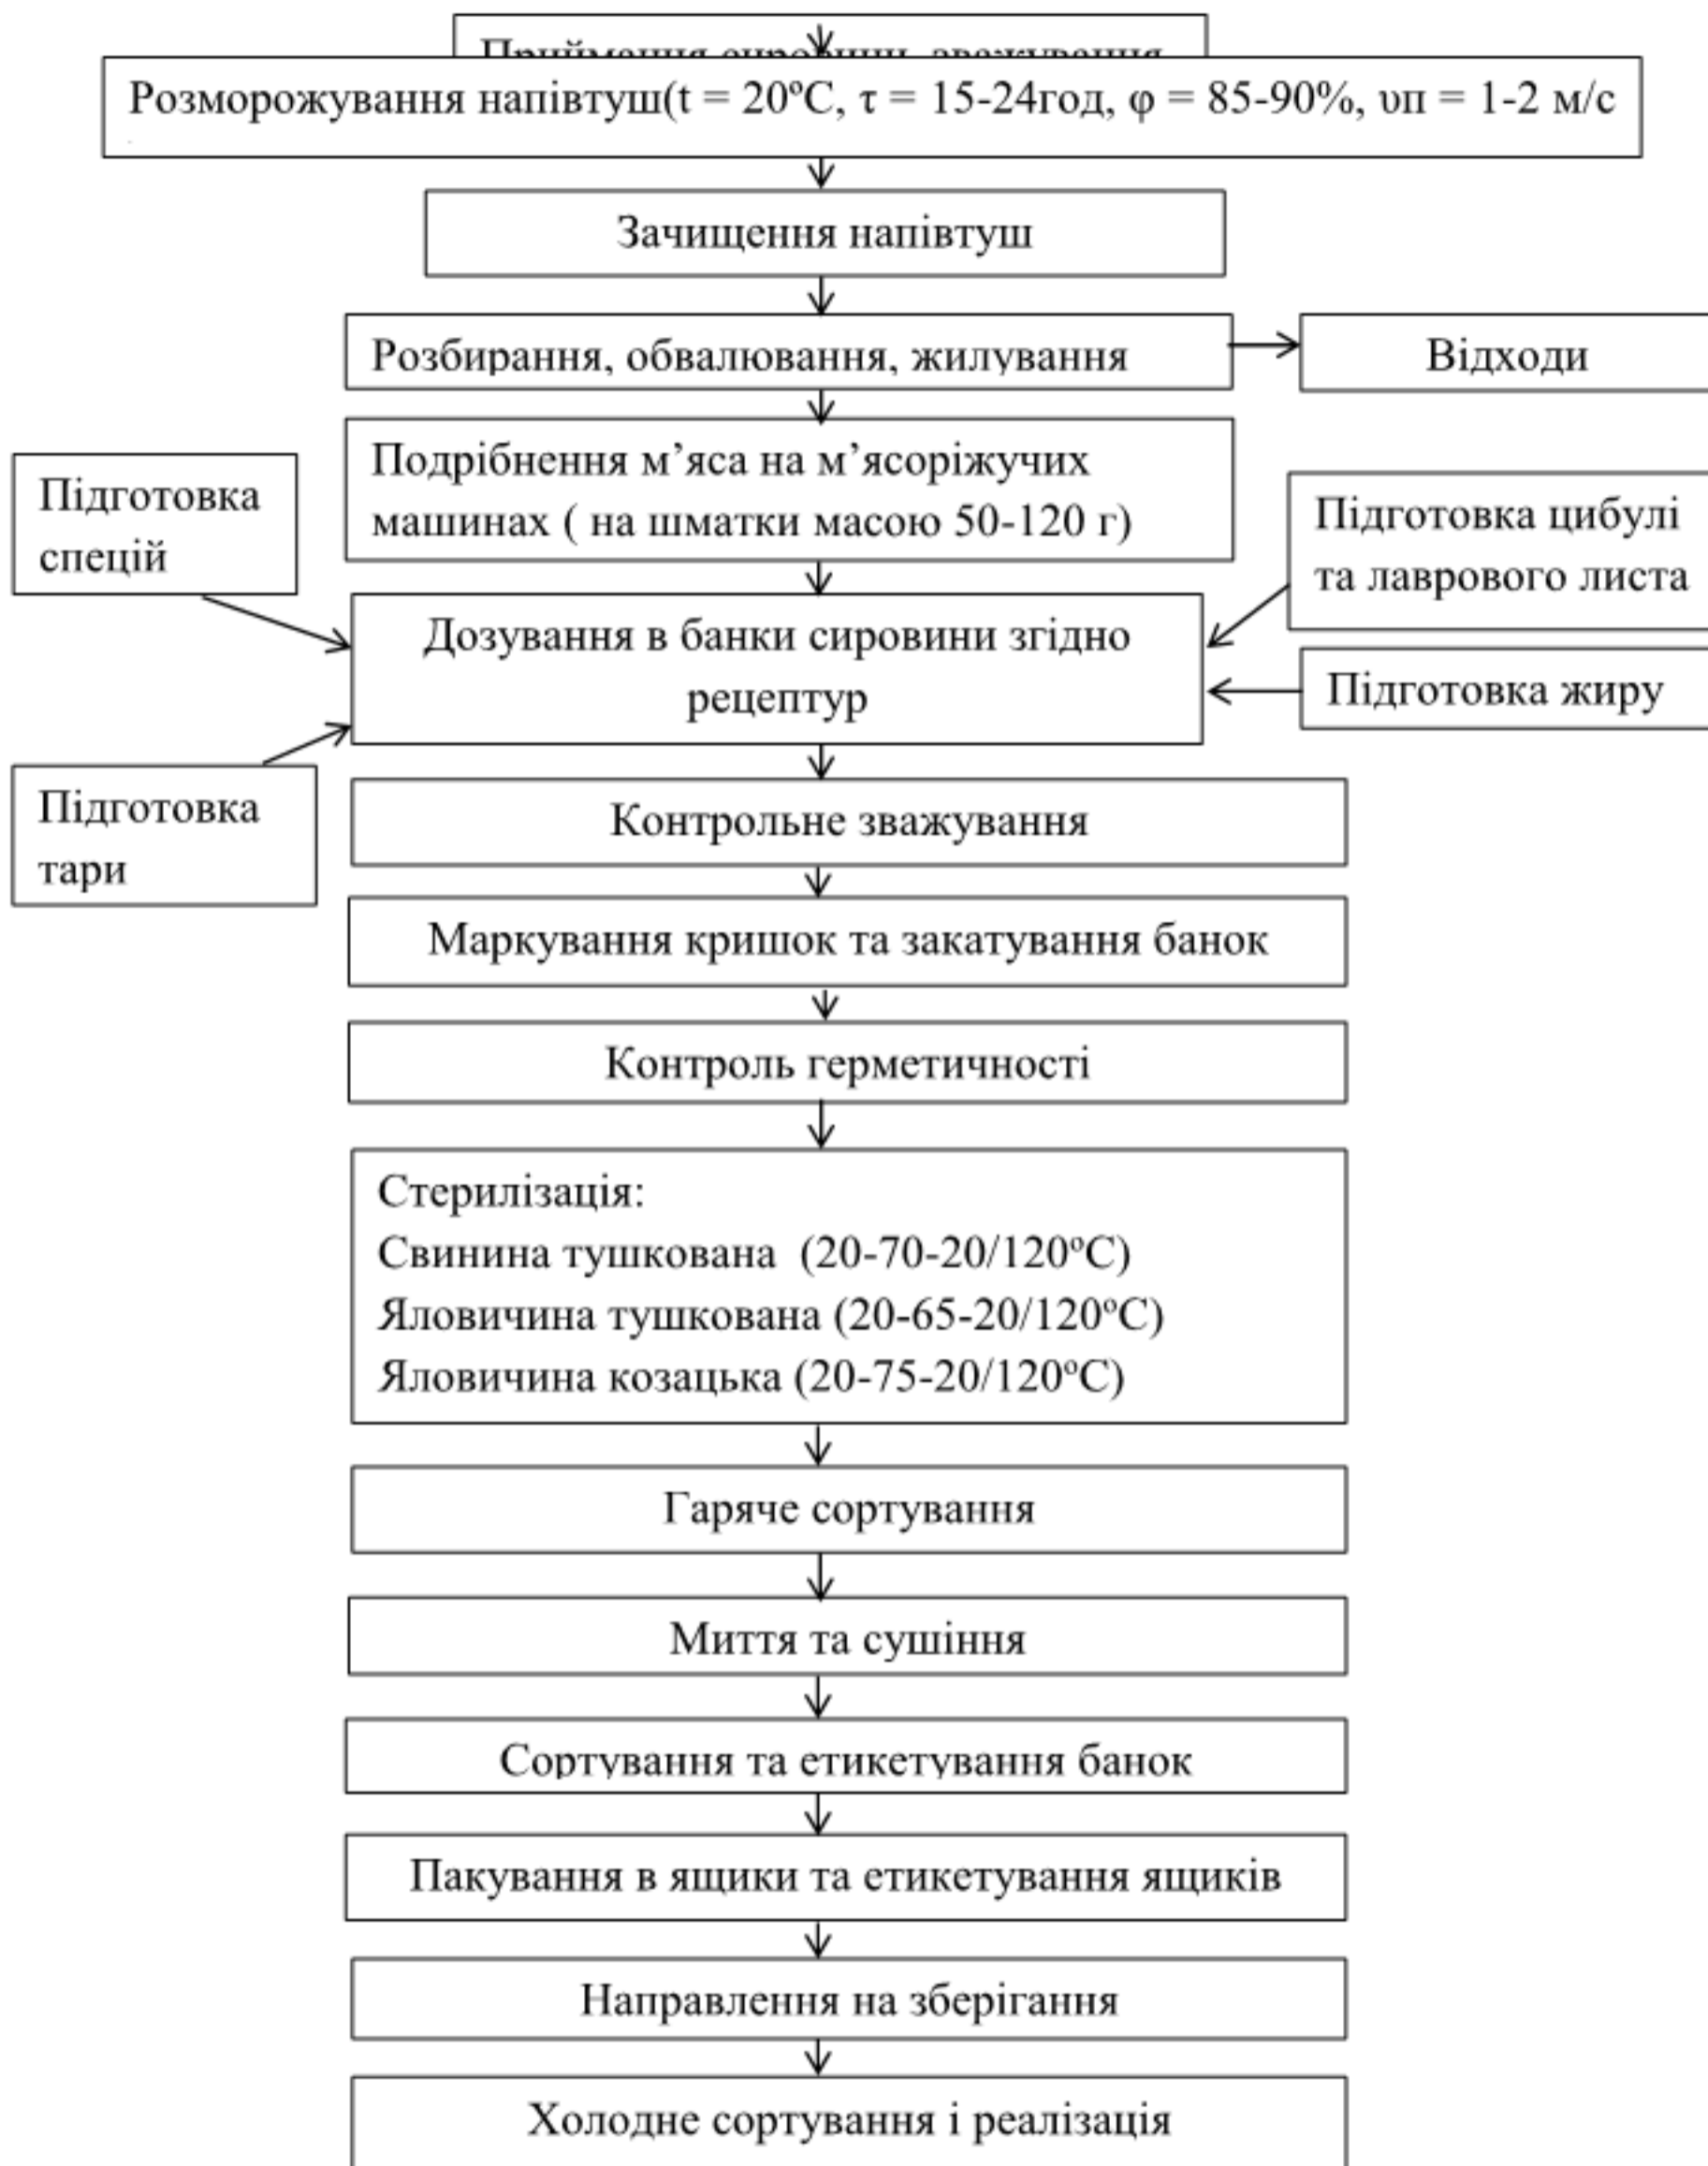 Приймання сировини, зважування
Розморожування напівтуш(t = 20ºC, τ = 15-24год, φ = 85-90%, υп = 1-2 м/с
Зачищення напівтуш
Розбирання, обвалювання, жилування
Відходи
Подрібнення м’яса на м’ясоріжучих
машинах ( на шматки масою 50-120 г)
Підготовка
спецій
Підготовка цибулі
та лаврового листа
Дозування в банки сировини згідно
рецептур
Підготовка жиру
Підготовка
тари
Контрольне зважування
Маркування кришок та закатування банок
Контроль герметичності
Стерилізація:
Свинина тушкована (20-70-20/120ºC)
Яловичина тушкована (20-65-20/120ºC)
Яловичина козацька (20-75-20/120ºC)
Гаряче сортування
Миття та сушіння
Сортування та етикетування банок
Пакування в ящики та етикетування ящиків
Направлення на зберігання
Холодне сортування і реалізація